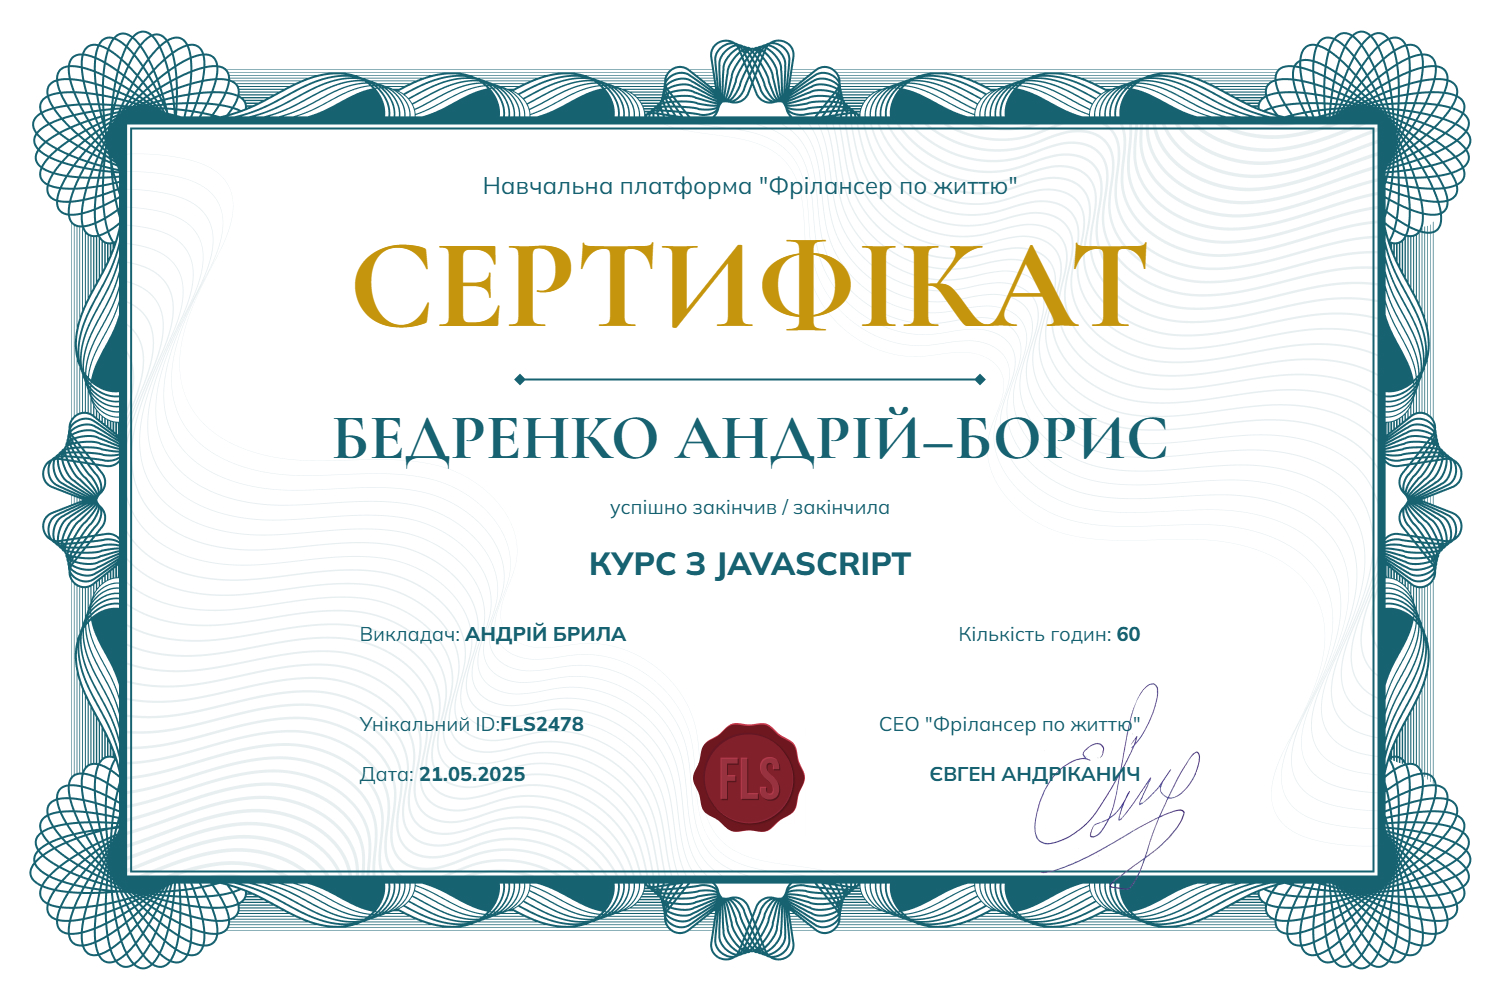 Навчальна платформа "Фрілансер по життю"
СЕРТИФІКАТ
БЕДРЕНКО АНДРІЙ–БОРИС
успішно закінчив / закінчила
КУРС З JAVASCRIPT
Викладач: АНДРІЙ БРИЛА
Кількість годин: 60
Унікальний ID:FLS2478
СЕО "Фрілансер по життю"
Дата: 21.05.2025
ЄВГЕН АНДРІКАНИЧ
FLS